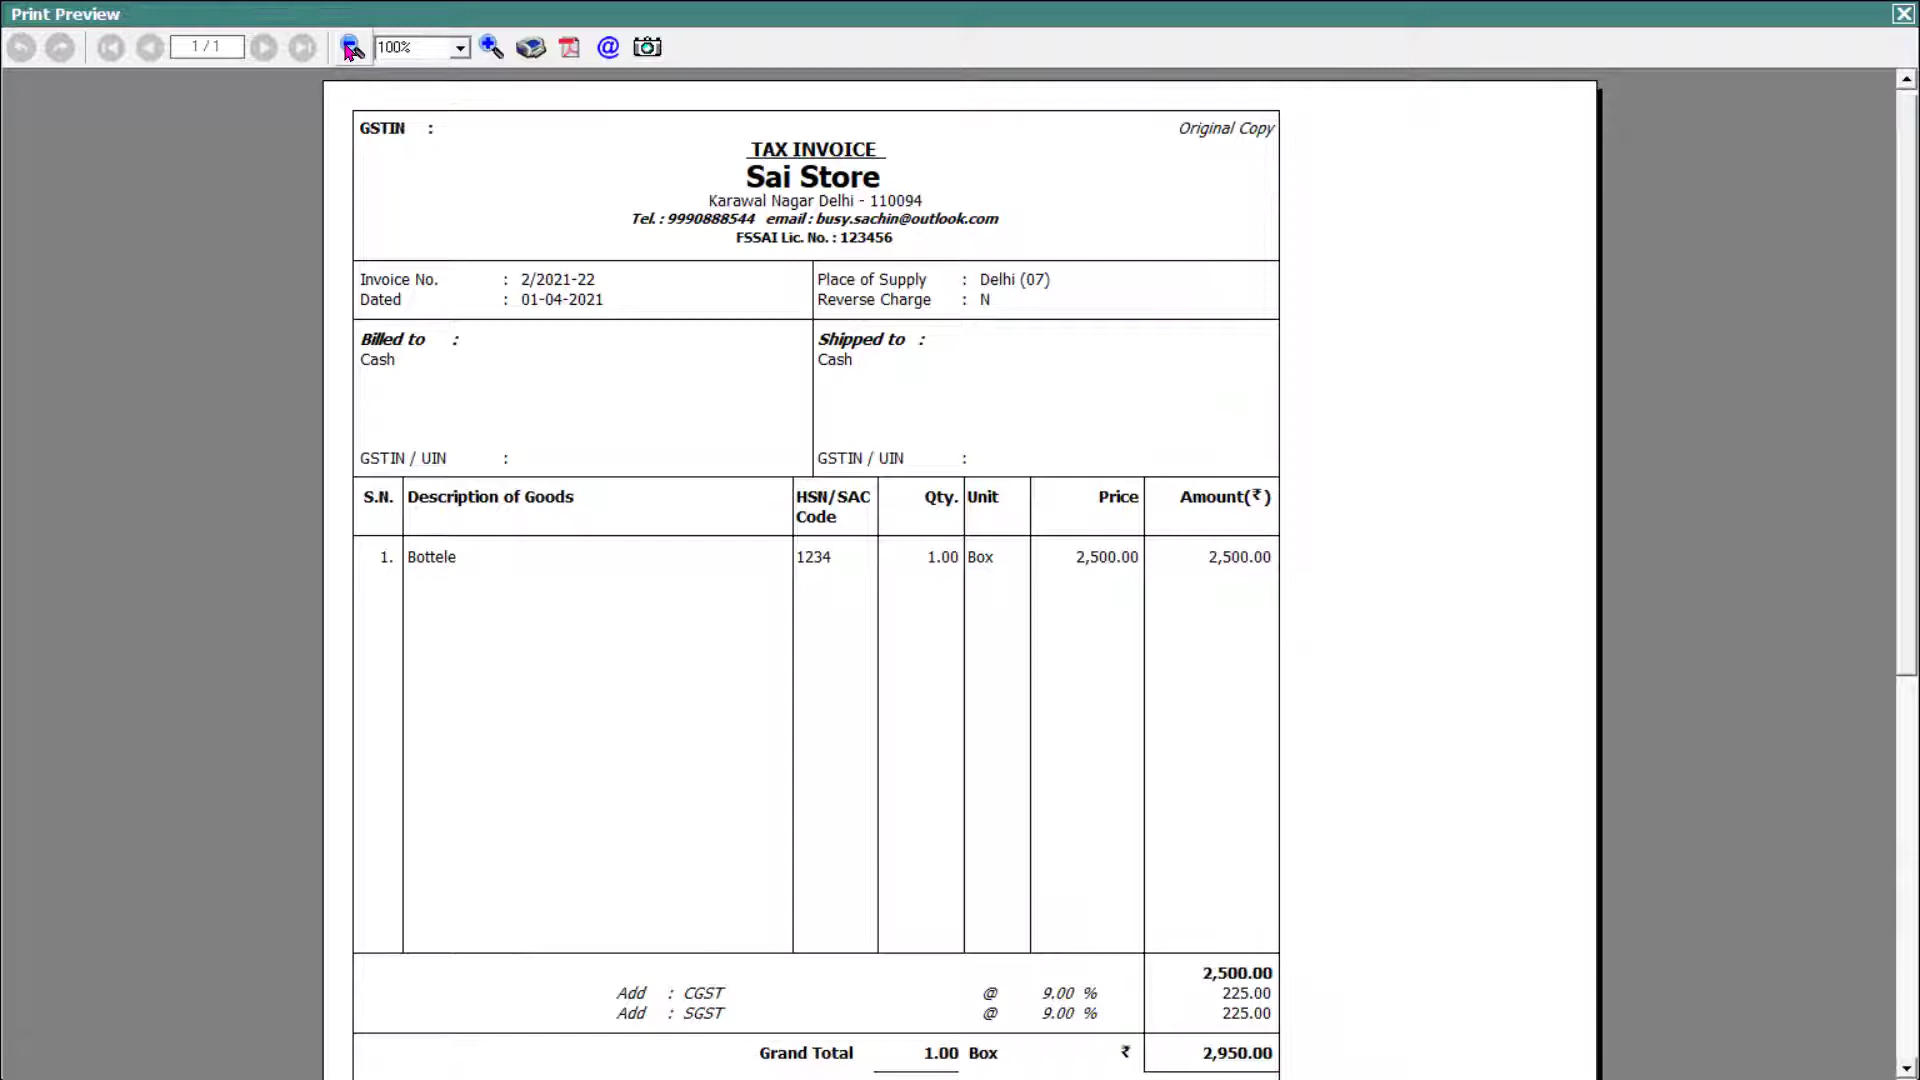 Print Preview
1 / 1
100%
GSTIN :
Original Copy
TAX INVOICE
Sai Store
Karawal Nagar Delhi - 110094
Tel. : 9990888544 email : busy.sachin@outlook.com
FSSAI Lic. No. : 123456
Invoice No. : 2/2021-22
Dated : 01-04-2021
Place of Supply : Delhi (07)
Reverse Charge : N
Billed to :
Cash
GSTIN / UIN :
Shipped to :
Cash
GSTIN / UIN :
S.N. Description of Goods HSN/SAC Code Qty. Unit Price Amount(₹)
1. Bottele 1234 1.00 Box 2,500.00 2,500.00
2,500.00
Add : CGST @ 9.00 % 225.00
Add : SGST @ 9.00 % 225.00
Grand Total 1.00 Box ₹ 2,950.00